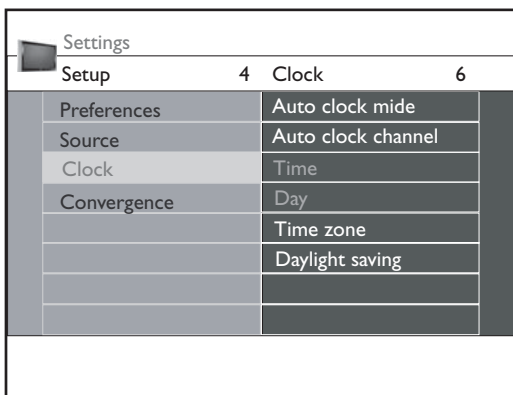 Settings
Setup 4 Clock 6
Preferences Auto clock mide
Source Auto clock channel
Clock Time
Convergence Day
Time zone
Daylight saving